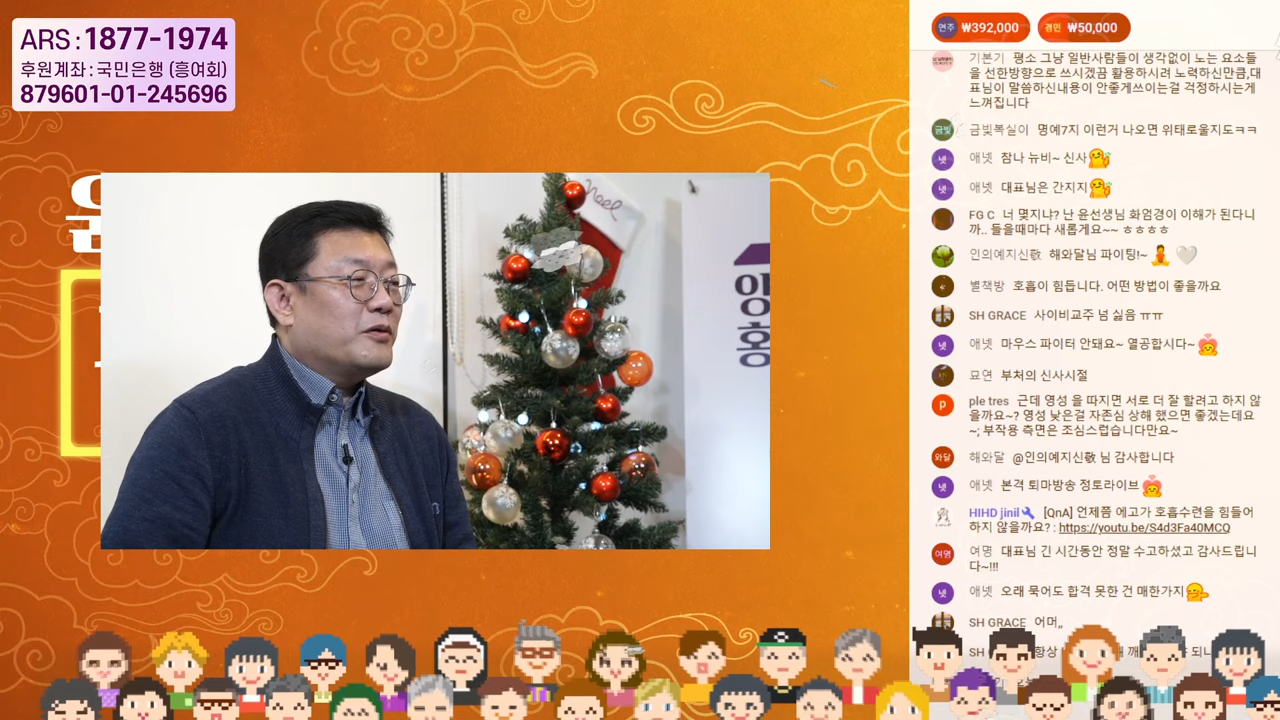 ARS : 1877-1974
후원계좌 : 국민은행 (흥여회)
879601-01-245696
연주 ₩392,000
경민 ₩50,000
기본기 평소 그냥 일반사람들이 생각없이 노는 요소들
을 선한방향으로 쓰시겠끔 활용하시려 노력하신만큼,대
표님이 말씀하신내용이 안좋게쓰이는걸 걱정하시는게
느껴집니다
금빛
금빛복실이 명예7지 이런거 나오면 위태로울지도ㅋㅋ
넷
애넷 참나 뉴비~ 신사
넷
애넷 대표님은 간지지
FG C 너 몇지냐? 난 윤선생님 화엄경이 이해가 된다니
까.. 들을때마다 새롭게요~~ ㅎㅎㅎㅎ
인의예지신敬 해와달님 파이팅!~
별책방 호흡이 힘듭니다. 어떤 방법이 좋을까요
SH GRACE 사이비교주 넘 싫음 ㅠㅠ
넷
애넷 마우스 파이터 안돼요~ 열공합시다~
묘연 부처의 신사시절
p
ple tres 근데 영성 을 따지면 서로 더 잘 할려고 하지 않
을까요~? 영성 낮은걸 자존심 상해 했으면 좋겠는데요
~; 부작용 측면은 조심스럽습니다만요~
와달
해와달 @인의예지신敬 님 감사합니다
넷
애넷 본격 퇴마방송 정토라이브
HIHD jinil [QnA] 언제쯤 에고가 호흡수련을 힘들어
하지 않을까요? : https://youtu.be/S4d3Fa40MCQ
여명
여명 대표님 긴 시간동안 정말 수고하셨고 감사드립니
다~!!!
넷
애넷 오래 묵어도 합격 못한 건 매한가지
SH GRACE 어머,,
SH
noel
홍